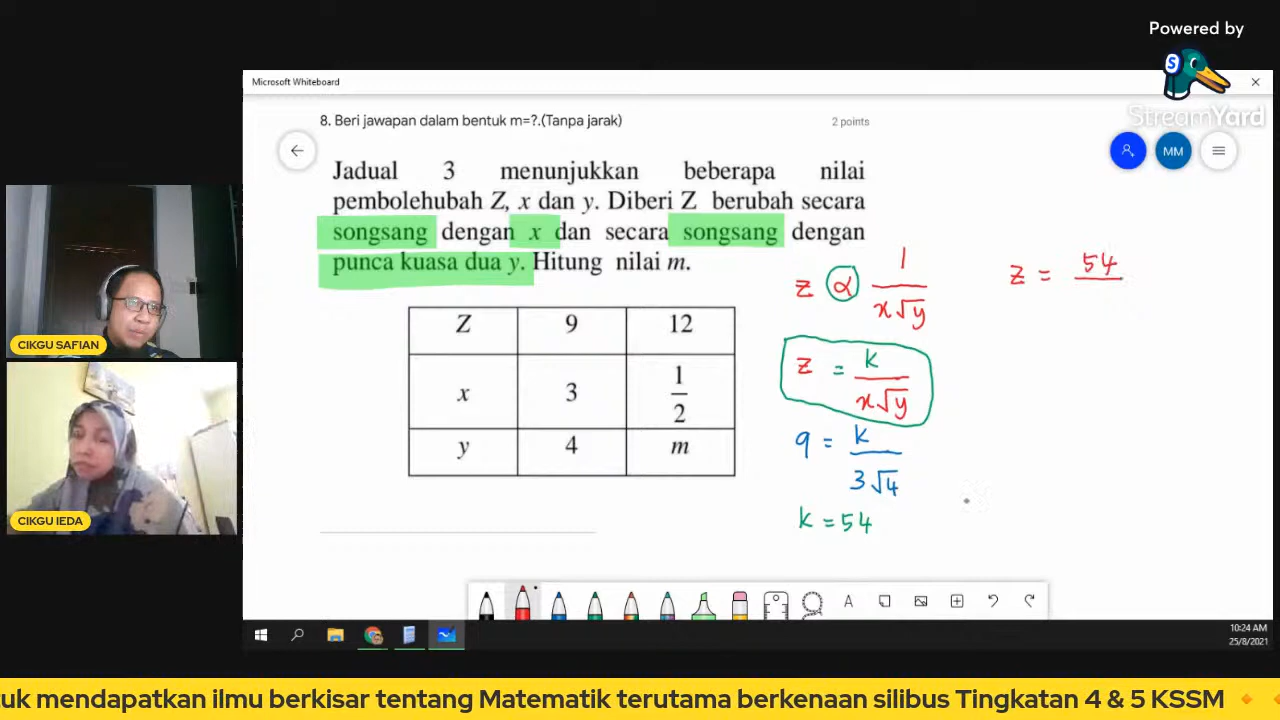 Powered by
StreamYard
Microsoft Whiteboard
8. Beri jawapan dalam bentuk m=?.(Tanpa jarak)
2 points
MM
Jadual 3 menunjukkan beberapa nilai
pembolehubah Z, x dan y. Diberi Z berubah secara
songsang dengan x dan secara songsang dengan
punca kuasa dua y. Hitung nilai m.
Z 9 12
x 3 1/2
y 4 m
z α 1/x√y
z = k/x√y
9 = k/3√4
k = 54
z = 54
CIKGU SAFIAN
CIKGU IEDA
A
10:24 AM
25/8/2021
tuk mendapatkan ilmu berkisar tentang Matematik terutama berkenaan silibus Tingkatan 4 & 5 KSSM